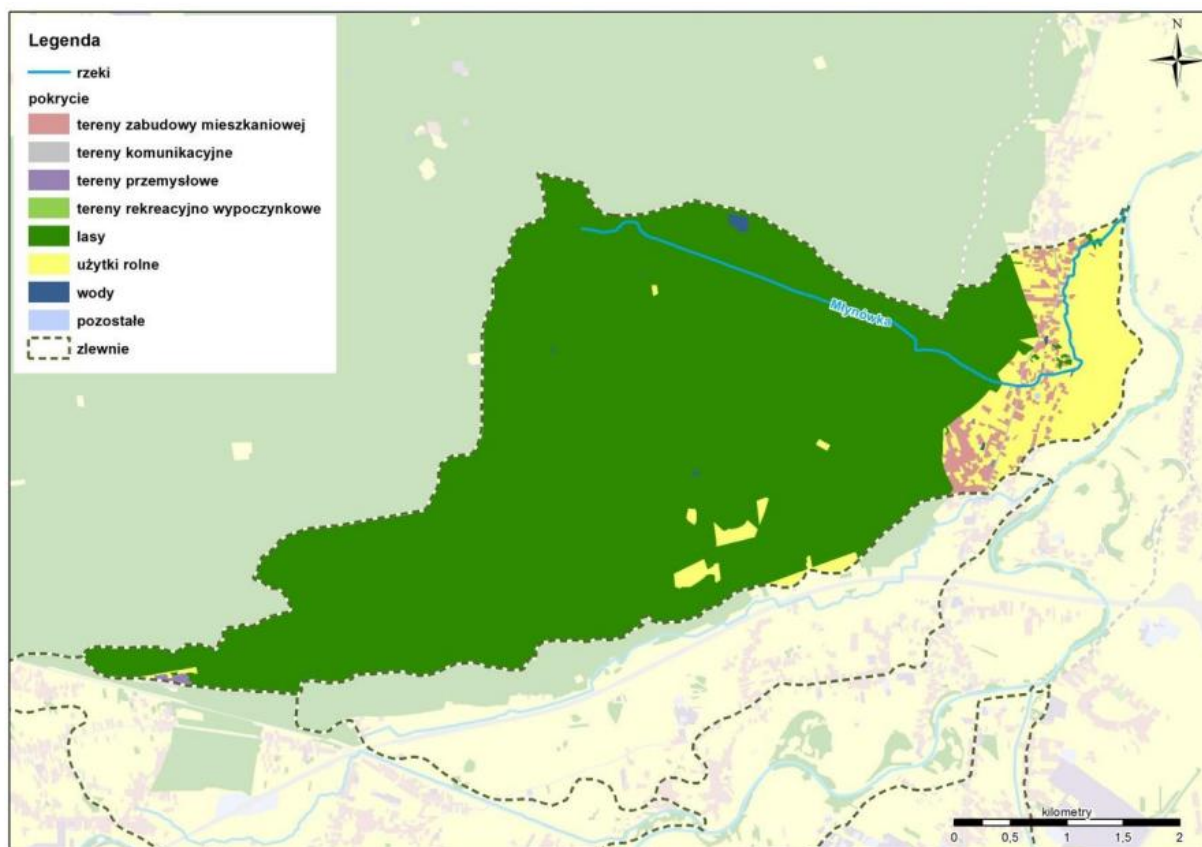 Legenda
rzeki
pokrycie
tereny zabudowy mieszkaniowej
tereny komunikacyjne
tereny przemysłowe
tereny rekreacyjno wypoczynkowe
lasy
użytki rolne
wody
pozostałe
zlewnie
N
Młynówka
kilometry
0 0,5 1 1,5 2